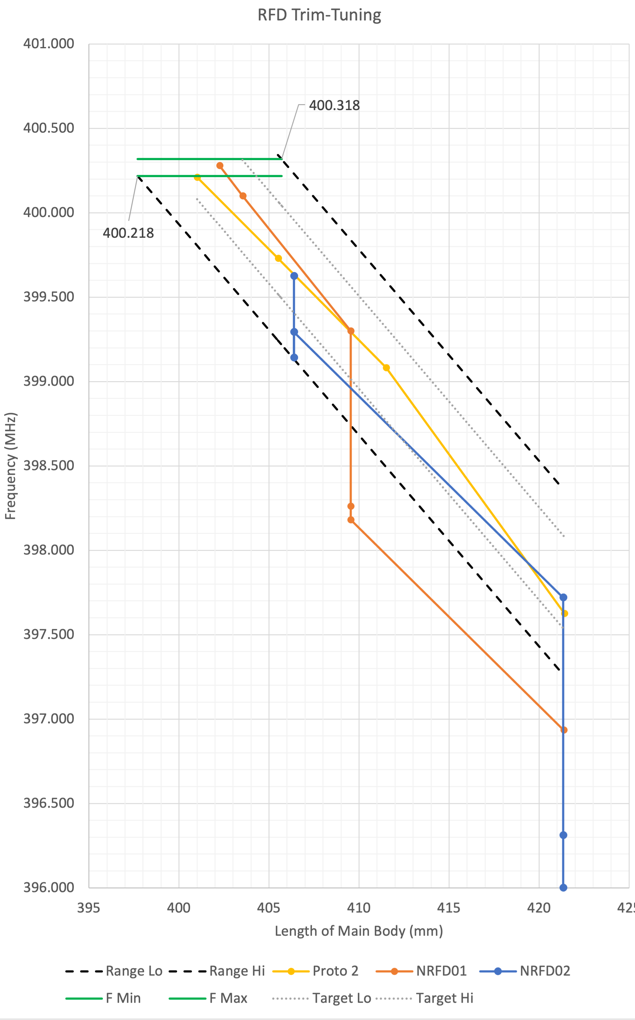 RFD Trim-Tuning
401.000
400.500
400.318
400.000
400.218
399.500
399.000
398.500
398.000
397.500
397.000
396.500
396.000
Frequency (MHz)
395 400 405 410 415 420 425
Length of Main Body (mm)
Range Lo Range Hi Proto 2 NRFD01 NRFD02
F Min F Max Target Lo Target Hi